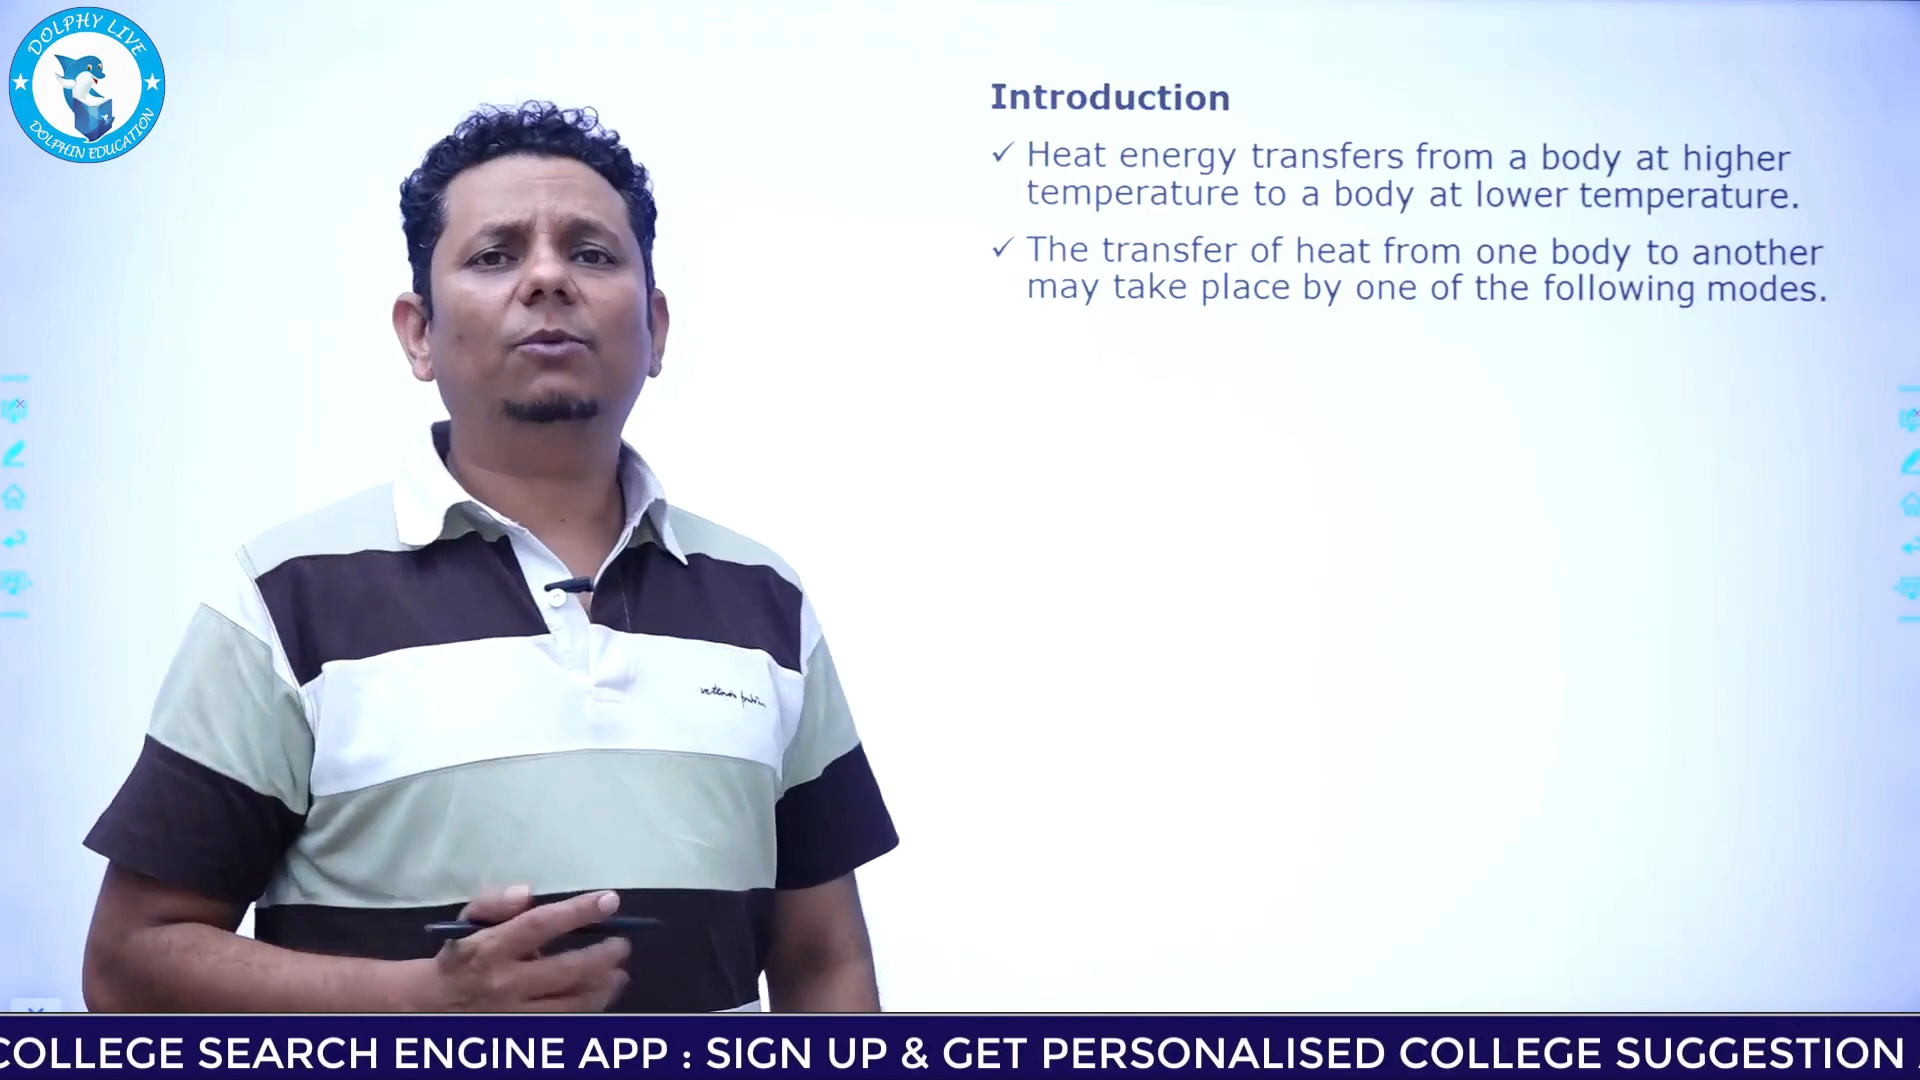 DOLPHY LIVE
DOLPHIN EDUCATION
Introduction
✓ Heat energy transfers from a body at higher
temperature to a body at lower temperature.
✓ The transfer of heat from one body to another
may take place by one of the following modes.
COLLEGE SEARCH ENGINE APP : SIGN UP & GET PERSONALISED COLLEGE SUGGESTION